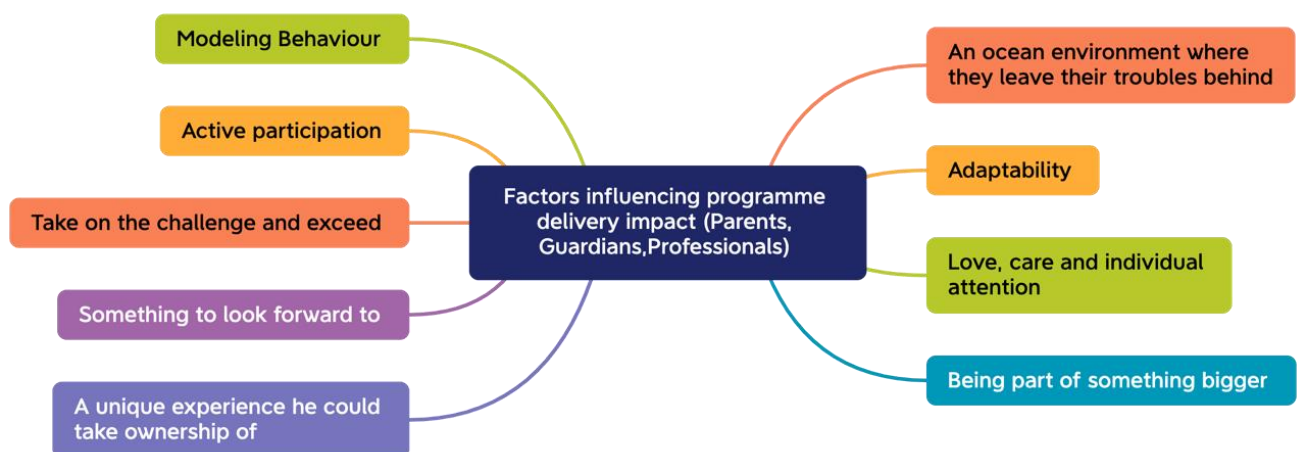 Modeling Behaviour
Active participation
Take on the challenge and exceed
Something to look forward to
A unique experience he could
take ownership of
Factors influencing programme
delivery impact (Parents,
Guardians,Professionals)
An ocean environment where
they leave their troubles behind
Adaptability
Love, care and individual
attention
Being part of something bigger